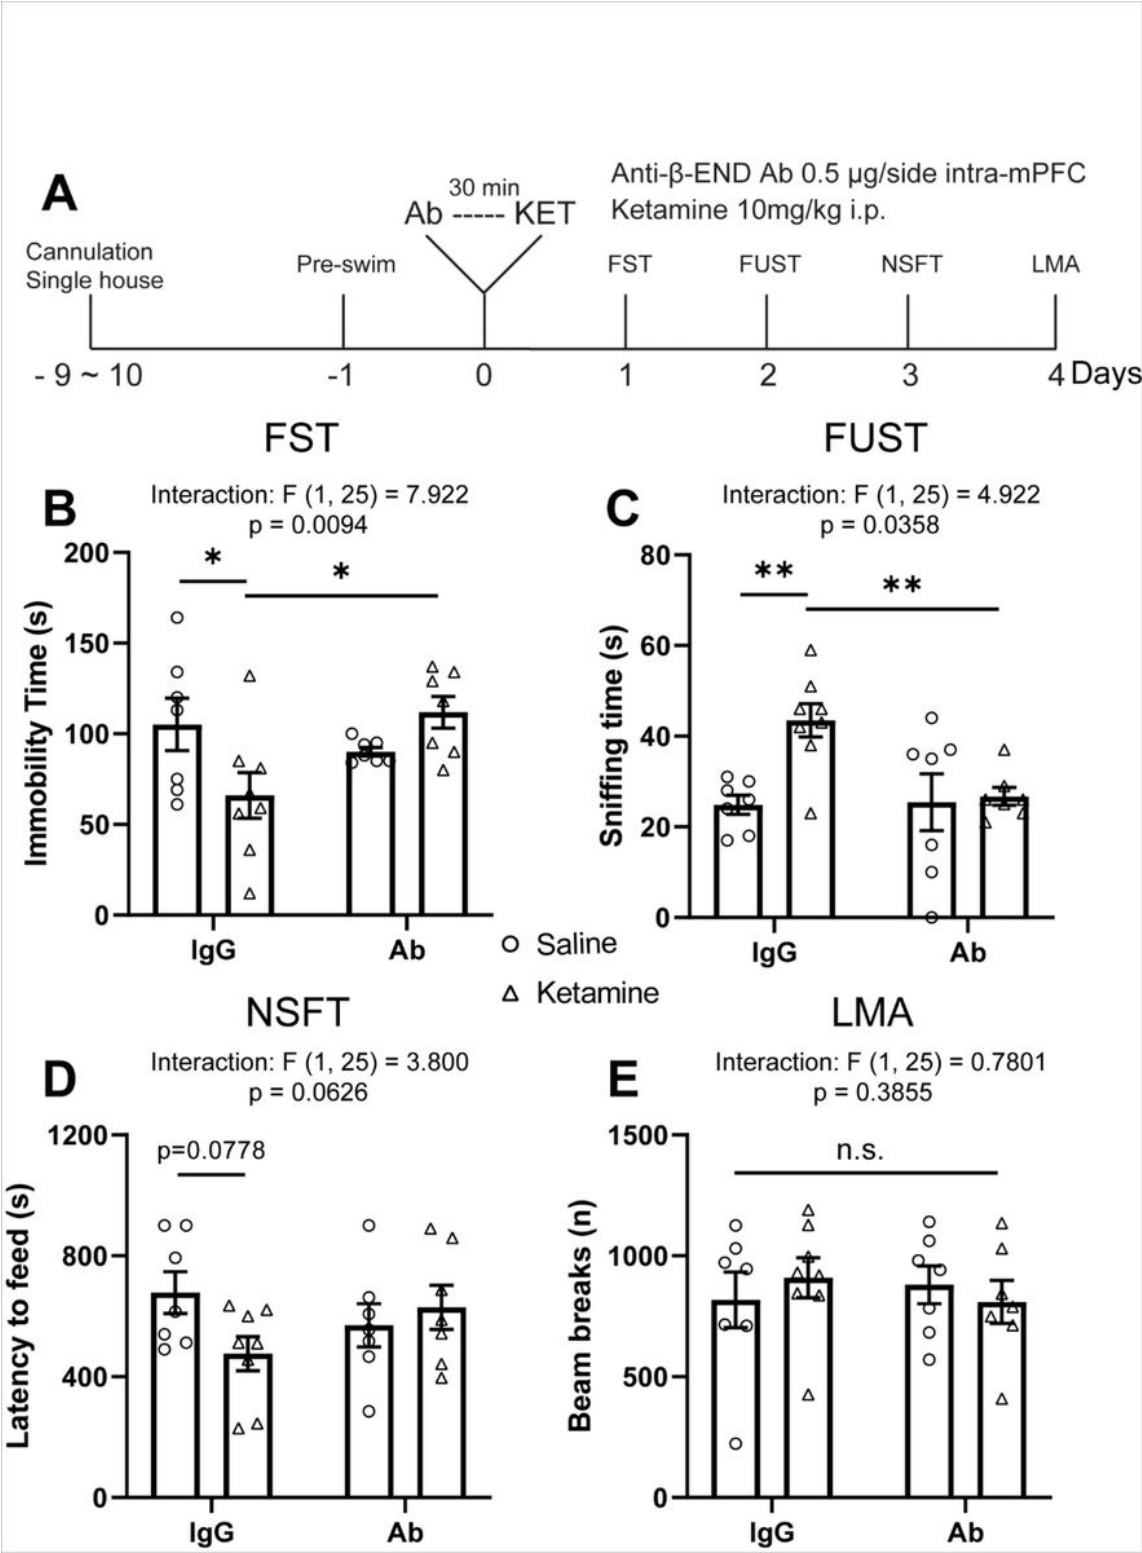 A
30 min
Ab ----- KET
Anti-β-END Ab 0.5 µg/side intra-mPFC
Ketamine 10mg/kg i.p.
Cannulation
Single house
Pre-swim
FST
FUST
NSFT
LMA
- 9 ~ 10
-1
0
1
2
3
4 Days
FST
B
Interaction: F (1, 25) = 7.922
p = 0.0094
*
*
Immobility Time (s)
200
150
100
50
0
IgG
Ab
FUST
C
Interaction: F (1, 25) = 4.922
p = 0.0358
**
**
Sniffing time (s)
80
60
40
20
0
IgG
Ab
Saline
Ketamine
NSFT
D
Interaction: F (1, 25) = 3.800
p = 0.0626
p=0.0778
Latency to feed (s)
1200
800
400
0
IgG
Ab
LMA
E
Interaction: F (1, 25) = 0.7801
p = 0.3855
n.s.
Beam breaks (n)
1500
1000
500
0
IgG
Ab